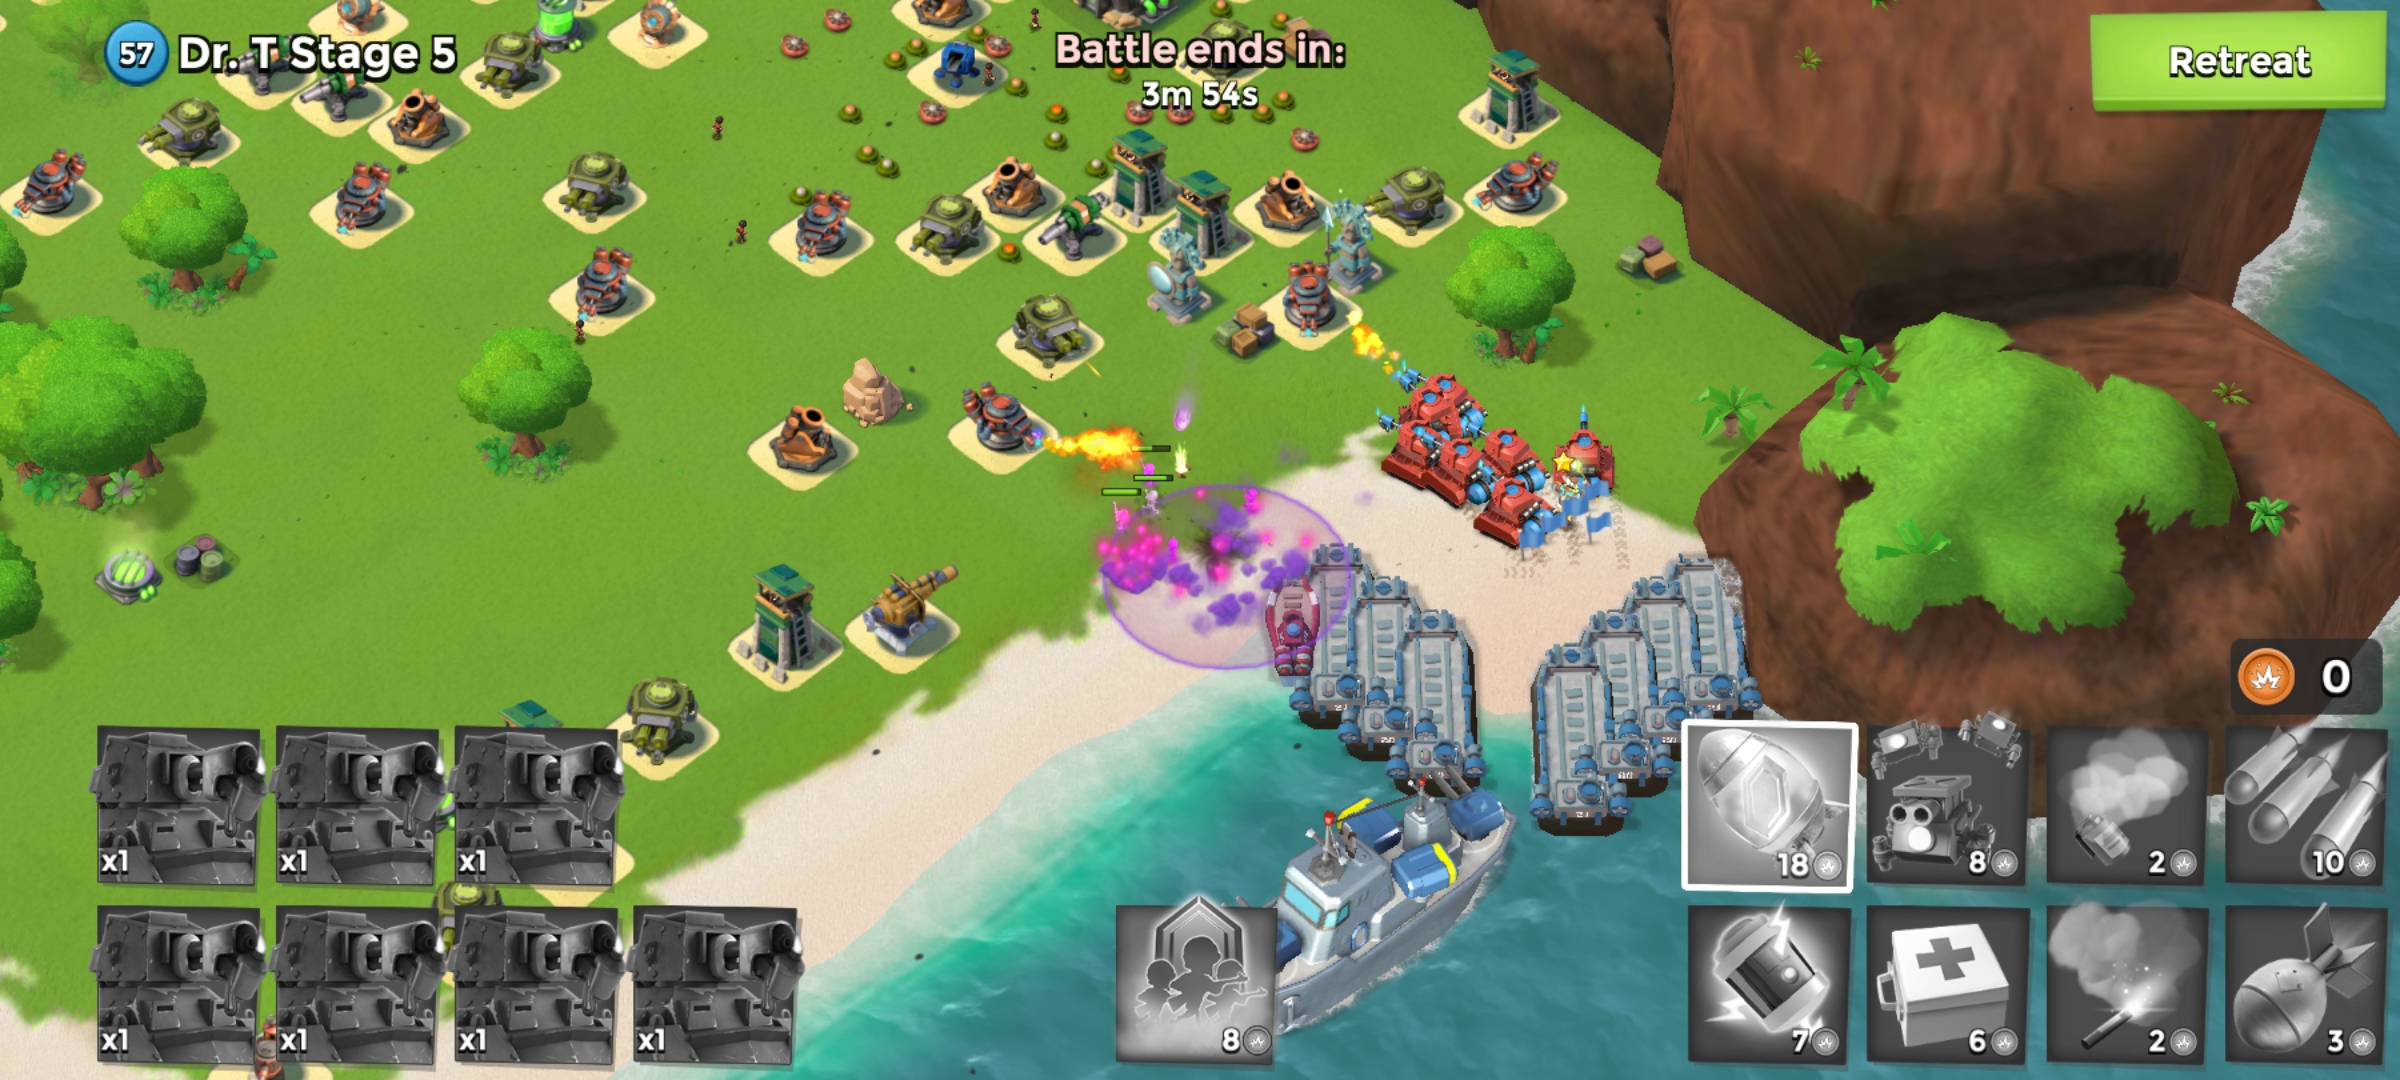 57 Dr. T Stage 5
Battle ends in:
3m 54s
Retreat
0
x1
x1
x1
18
8
2
10
x1
x1
x1
x1
8
7
6
2
3